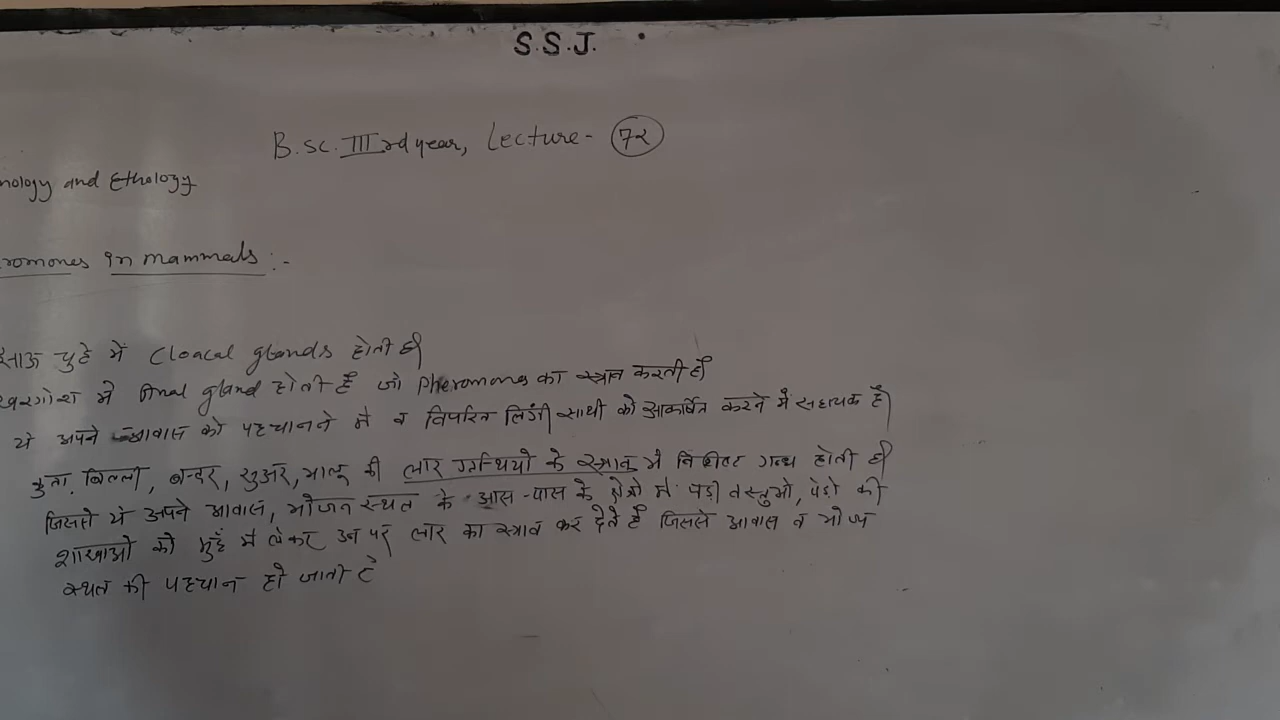 S.S.J.
B.Sc. III rd year, Lecture- 72
nology and Ethology
romones in mammals :-
चुहे में Cloacal glands होती है।
खरगोश मे Anal gland होती है जो Pheromones का स्त्राव करती है।
ये अपने आवास को पहचानने मे व विपरित लिंगी साथी को आकर्षित करने मे सहायक है।
कुत्ता, बिल्ली, बन्दर, सुअर, भालू की लार ग्रन्थियो के स्त्राव मे विशिष्ट गन्ध होती है।
जिससे ये अपने आवास, भोजन स्थल के आस-पास के क्षेत्रो मे पड़ी वस्तुओ, पेड़ो की
शाखाओ को मुहँ मे लेकर उन पर लार का स्त्राव कर देते है जिससे आवास व भोज्य
स्थल की पहचान हो जाती है